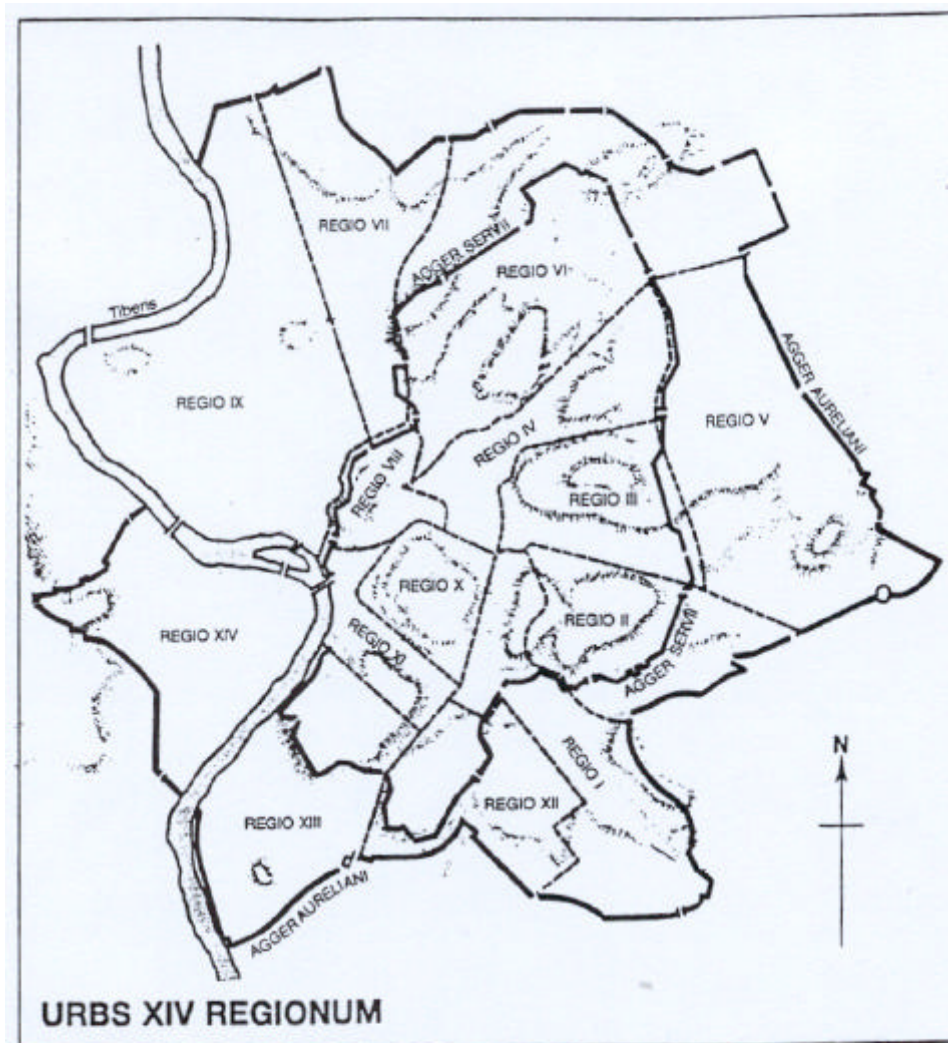 REGIO VII
AGGER SERVII
REGIO VI
Tiberis
AGGER AURELIANI
REGIO IX
REGIO IV
REGIO V
REGIO VIII
REGIO III
REGIO X
REGIO II
REGIO XIV
REGIO XI
AGGER SERVII
REGIO I
N
REGIO XII
REGIO XIII
AGGER AURELIANI
URBS XIV REGIONUM